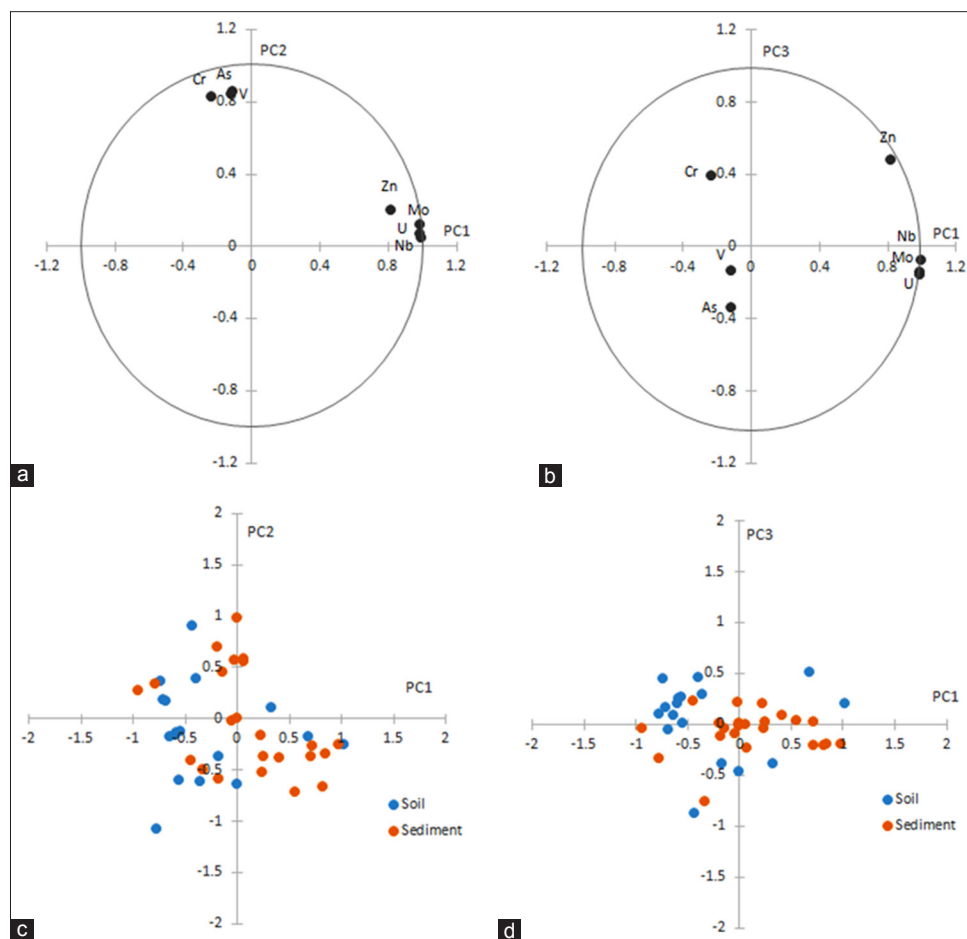 1.2
PC2
As
Cr
V
0.8
0.4
Zn
Mo
U
PC1
Nb
0
-1.2 -0.8 -0.4 0 0.4 0.8 1.2
-0.4
-0.8
-1.2
a
1.2
PC3
0.8
Zn
Cr
0.4
Nb
PC1
Mo
V
0
-1.2 -0.8 -0.4 0 0.4 0.8 1.2
U
As
-0.4
-0.8
-1.2
b
2
PC2
1.5
1
0.5
PC1
0
-2 -1.5 -1 -0.5 0 0.5 1 1.5 2
-0.5
Soil
-1
Sediment
-1.5
-2
c
2
PC3
1.5
1
0.5
PC1
0
-2 -1.5 -1 -0.5 0 0.5 1 1.5 2
-0.5
Soil
-1
Sediment
-1.5
-2
d